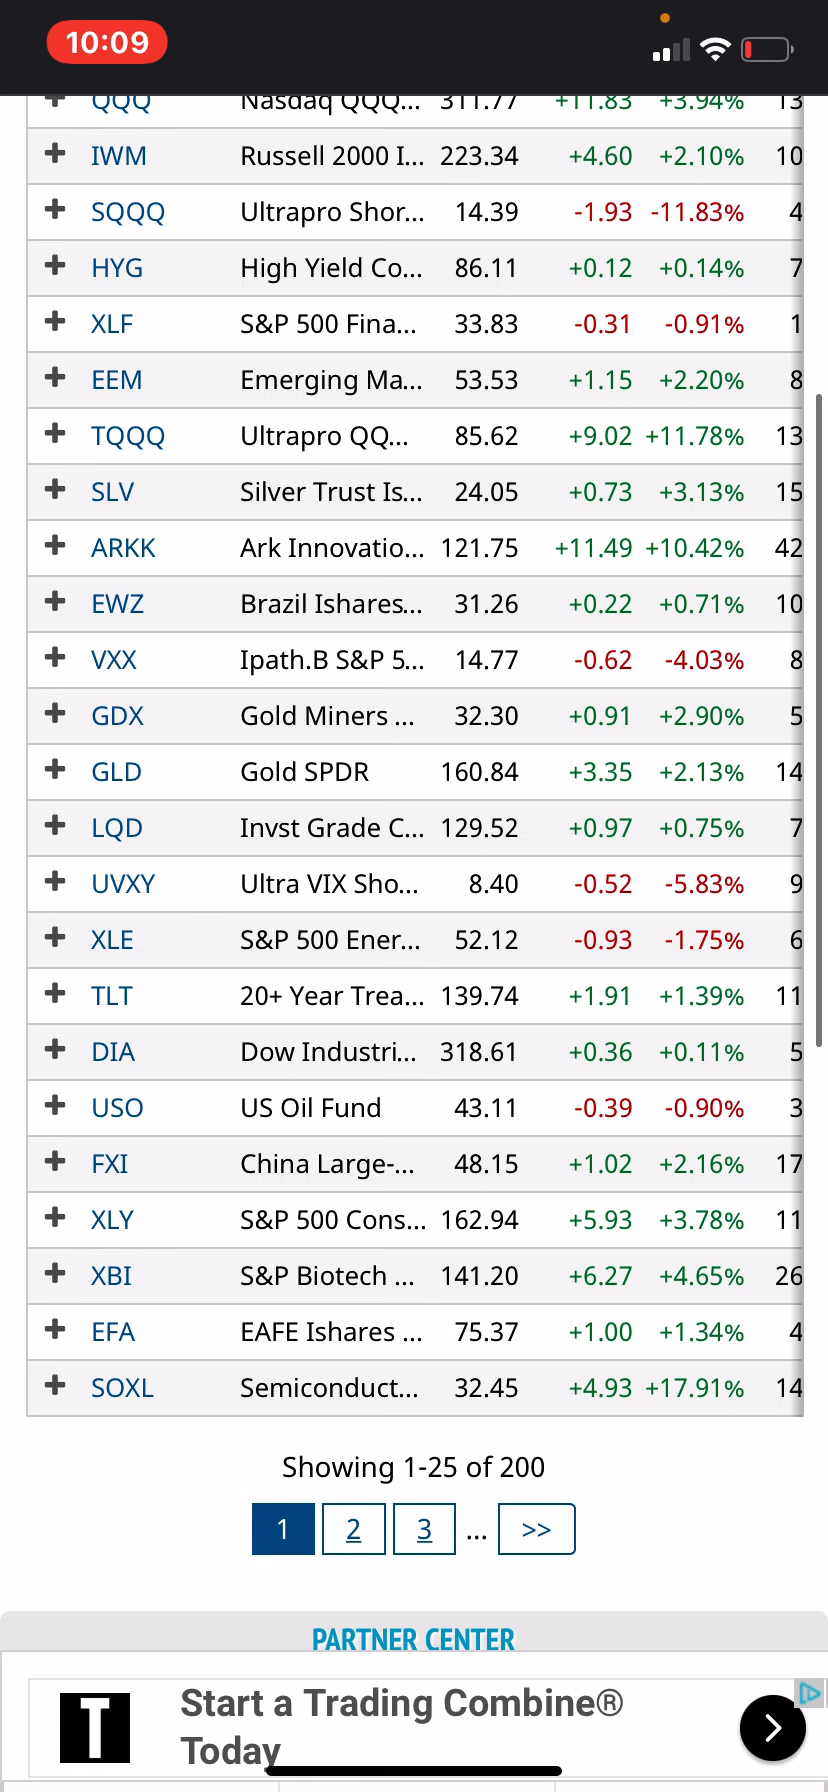 10:09
QQQ Nasdaq QQQ... 311.77 +11.83 +3.94% 13
IWM Russell 2000 I... 223.34 +4.60 +2.10% 10
SQQQ Ultrapro Shor... 14.39 -1.93 -11.83% 4
HYG High Yield Co... 86.11 +0.12 +0.14% 7
XLF S&P 500 Fina... 33.83 -0.31 -0.91% 1
EEM Emerging Ma... 53.53 +1.15 +2.20% 8
TQQQ Ultrapro QQ... 85.62 +9.02 +11.78% 13
SLV Silver Trust Is... 24.05 +0.73 +3.13% 15
ARKK Ark Innovatio... 121.75 +11.49 +10.42% 42
EWZ Brazil Ishares... 31.26 +0.22 +0.71% 10
VXX Ipath.B S&P 5... 14.77 -0.62 -4.03% 8
GDX Gold Miners ... 32.30 +0.91 +2.90% 5
GLD Gold SPDR 160.84 +3.35 +2.13% 14
LQD Invst Grade C... 129.52 +0.97 +0.75% 7
UVXY Ultra VIX Sho... 8.40 -0.52 -5.83% 9
XLE S&P 500 Ener... 52.12 -0.93 -1.75% 6
TLT 20+ Year Trea... 139.74 +1.91 +1.39% 11
DIA Dow Industri... 318.61 +0.36 +0.11% 5
USO US Oil Fund 43.11 -0.39 -0.90% 3
FXI China Large-... 48.15 +1.02 +2.16% 17
XLY S&P 500 Cons... 162.94 +5.93 +3.78% 11
XBI S&P Biotech ... 141.20 +6.27 +4.65% 26
EFA EAFE Ishares ... 75.37 +1.00 +1.34% 4
SOXL Semiconduct... 32.45 +4.93 +17.91% 14
Showing 1-25 of 200
1 2 3 ... >>
PARTNER CENTER
T
Start a Trading Combine®
Today